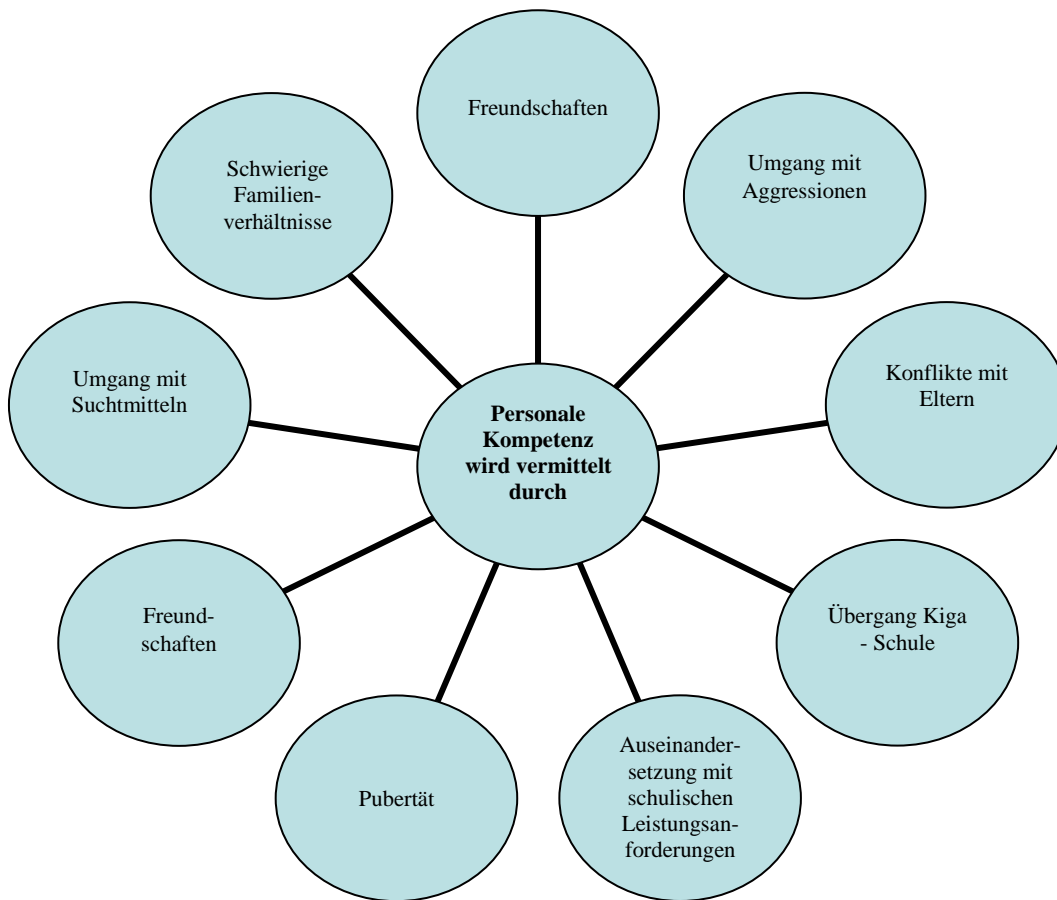 Freundschaften
Umgang mit
Aggressionen
Konflikte mit
Eltern
Übergang Kiga
- Schule
Auseinander-
setzung mit
schulischen
Leistungsan-
forderungen
Pubertät
Freund-
schaften
Umgang mit
Suchtmitteln
Schwierige
Familien-
verhältnisse
Personale
Kompetenz
wird vermittelt
durch